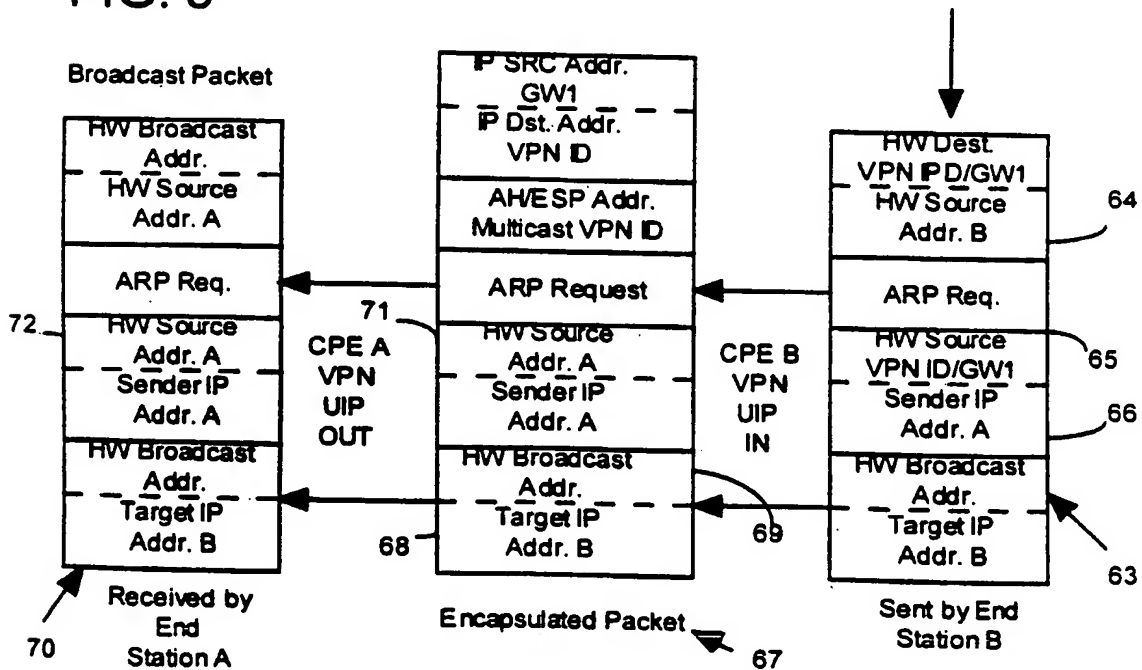 Broadcast Packet
HW Broadcast
Addr.
HW Source
Addr. A
ARP Req.
HW Source
Addr. A
Sender IP
Addr. A
HW Broadcast
Addr.
Target IP
Addr. B
72
70
Received by
End
Station A
CPE A
VPN
UIP
OUT
IP SRC Addr.
GW1
IP Dst. Addr.
VPN ID
AH/ESP Addr.
Multicast VPN ID
ARP Request
HW Source
Addr. A
Sender IP
Addr. A
HW Broadcast
Addr.
Target IP
Addr. B
71
68
69
Encapsulated Packet
67
CPE B
VPN
UIP
IN
HW Dest.
VPN IPD/GW1
HW Source
Addr. B
ARP Req.
HW Source
VPN ID/GW1
Sender IP
Addr. A
HW Broadcast
Addr.
Target IP
Addr. B
64
65
66
63
Sent by End
Station B